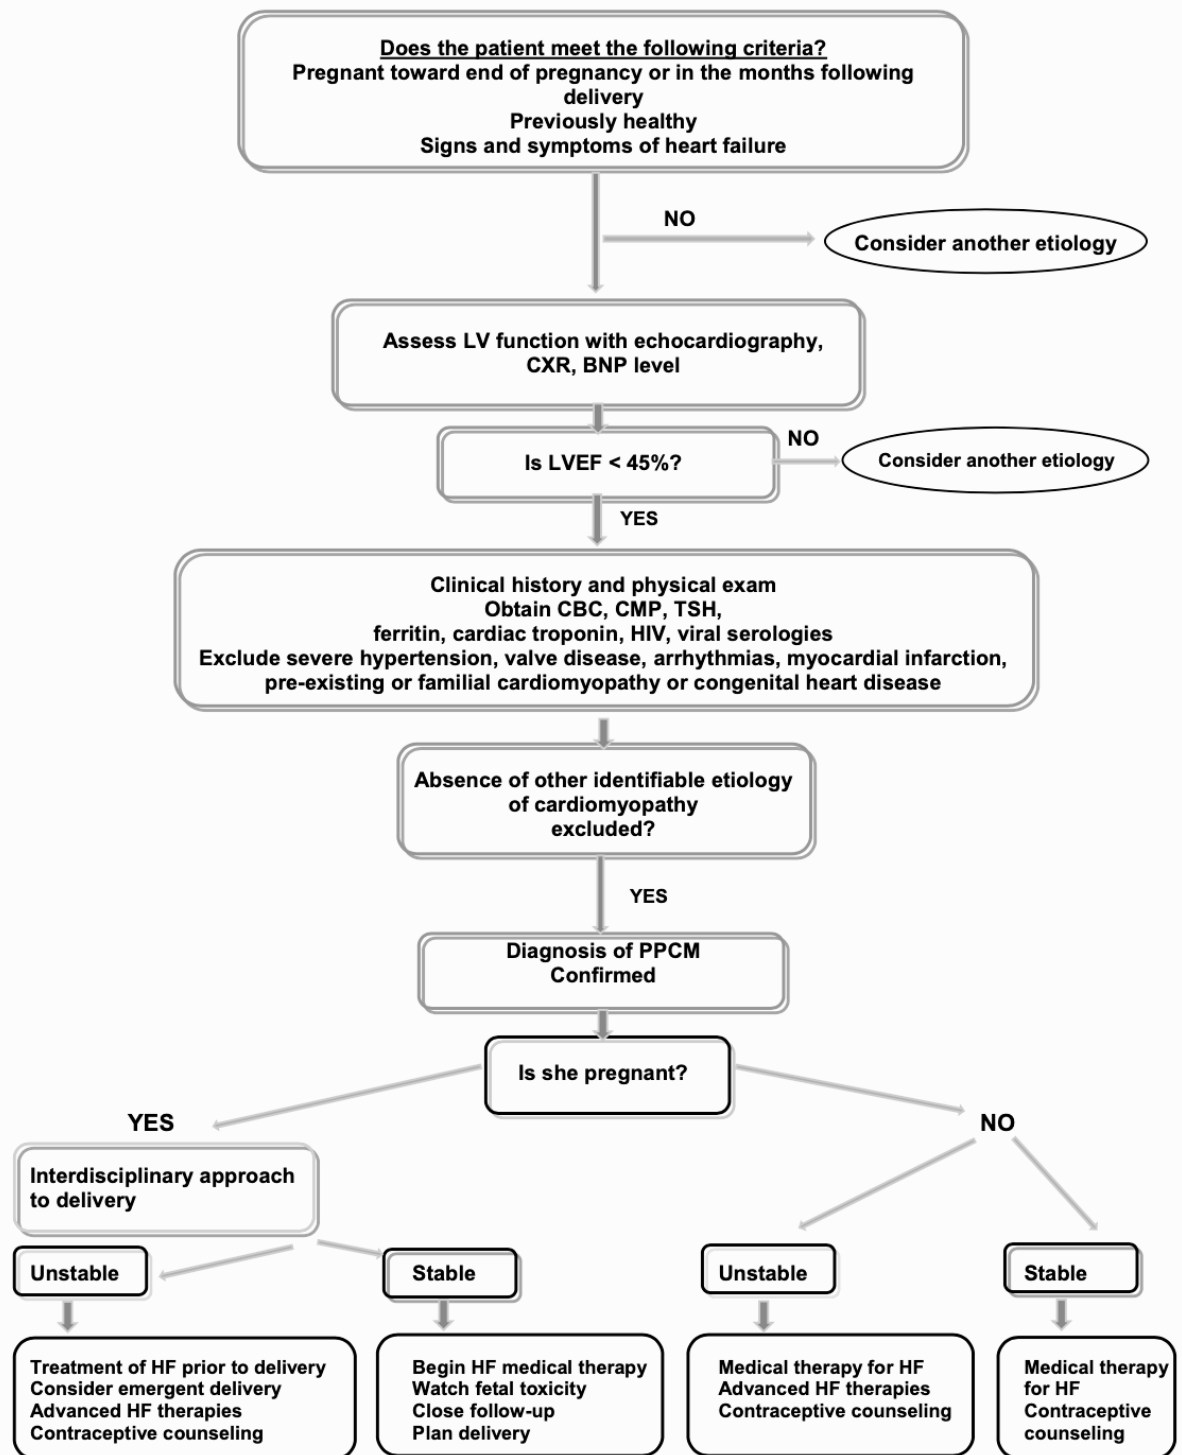 Does the patient meet the following criteria?
Pregnant toward end of pregnancy or in the months following
delivery
Previously healthy
Signs and symptoms of heart failure
NO
Consider another etiology
Assess LV function with echocardiography,
CXR, BNP level
Is LVEF < 45%?
NO
Consider another etiology
YES
Clinical history and physical exam
Obtain CBC, CMP, TSH,
ferritin, cardiac troponin, HIV, viral serologies
Exclude severe hypertension, valve disease, arrhythmias, myocardial infarction,
pre-existing or familial cardiomyopathy or congenital heart disease
Absence of other identifiable etiology
of cardiomyopathy
excluded?
YES
Diagnosis of PPCM
Confirmed
Is she pregnant?
YES
NO
Interdisciplinary approach
to delivery
Unstable
Stable
Unstable
Stable
Treatment of HF prior to delivery
Consider emergent delivery
Advanced HF therapies
Contraceptive counseling
Begin HF medical therapy
Watch fetal toxicity
Close follow-up
Plan delivery
Medical therapy for HF
Advanced HF therapies
Contraceptive counseling
Medical therapy
for HF
Contraceptive
counseling